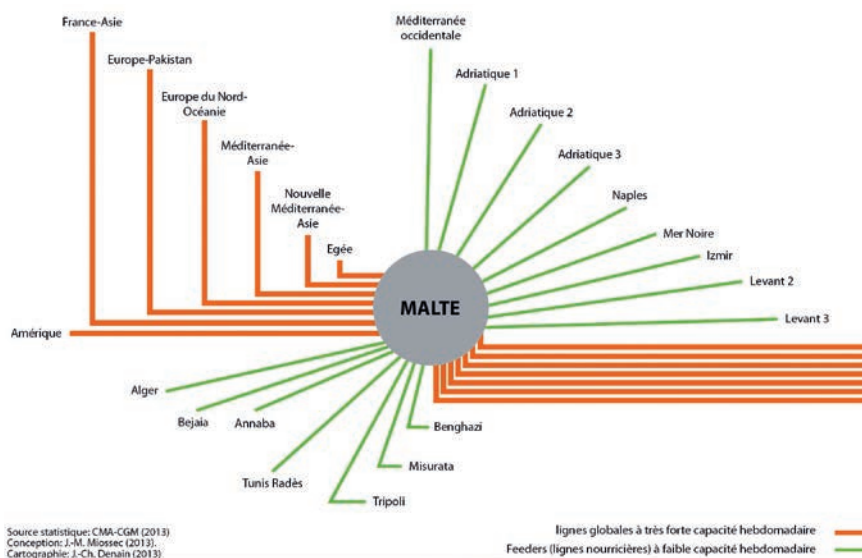 France-Asie
Europe-Pakistan
Europe du Nord-
Océanie
Méditerranée-
Asie
Nouvelle
Méditerranée-
Asie
Egée
Amérique
Méditerranée
occidentale
Adriatique 1
Adriatique 2
Adriatique 3
Naples
Mer Noire
Izmir
Levant 2
Levant 3
MALTE
Alger
Bejaia
Annaba
Tunis Radès
Tripoli
Misurata
Benghazi
Source statistique: CMA-CGM (2013)
Conception: J.-M. Miossec (2013).
Cartographie: J.-Ch. Denain (2013)
lignes globales à très forte capacité hebdomadaire
Feeders (lignes nourricières) à faible capacité hebdomadaire